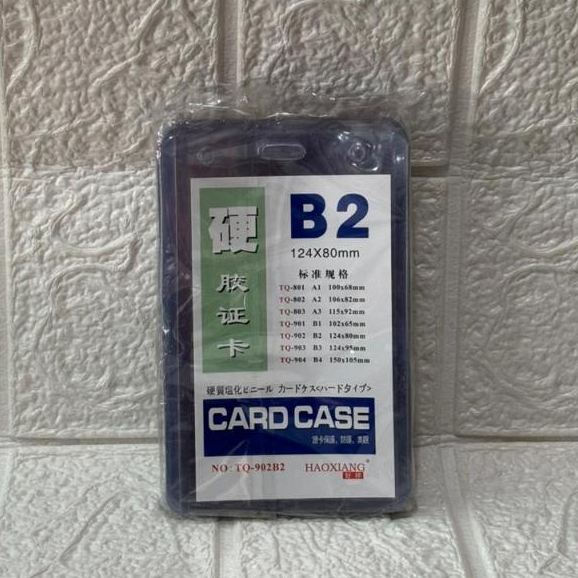 硬
胶
证
卡
B2
124X80mm
标准规格
TQ-801 A1 100x68mm
TQ-802 A2 106x82mm
TQ-803 A3 115x92mm
TQ-901 B1 102x65mm
TQ-902 B2 124x80mm
TQ-903 B3 124x95mm
TQ-904 B4 150x105mm
硬質塩化ビニール カードケス<ハードタイプ>
CARD CASE
NO: TQ-902B2
HAOXIANG®